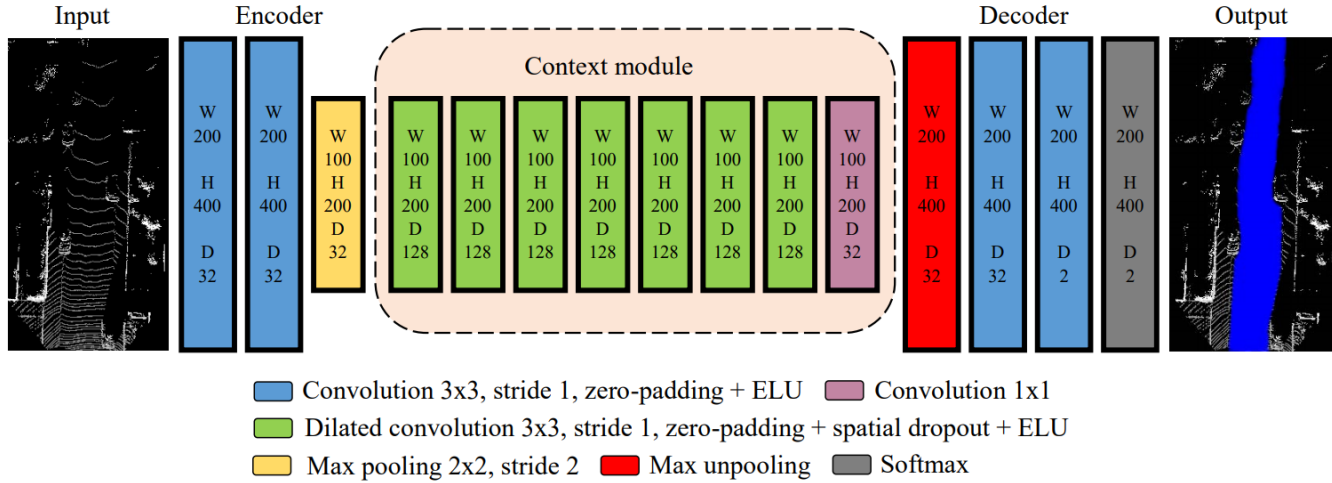 Input
Encoder
Decoder
Output
Context module
W
200
H
400
D
32
W
200
H
400
D
32
W
100
H
200
D
32
W
100
H
200
D
128
W
100
H
200
D
128
W
100
H
200
D
128
W
100
H
200
D
128
W
100
H
200
D
128
W
100
H
200
D
128
W
100
H
200
D
128
W
100
H
200
D
32
W
200
H
400
D
32
W
200
H
400
D
32
W
200
H
400
D
2
W
200
H
400
D
2
Convolution 3x3, stride 1, zero-padding + ELU
Convolution 1x1
Dilated convolution 3x3, stride 1, zero-padding + spatial dropout + ELU
Max pooling 2x2, stride 2
Max unpooling
Softmax